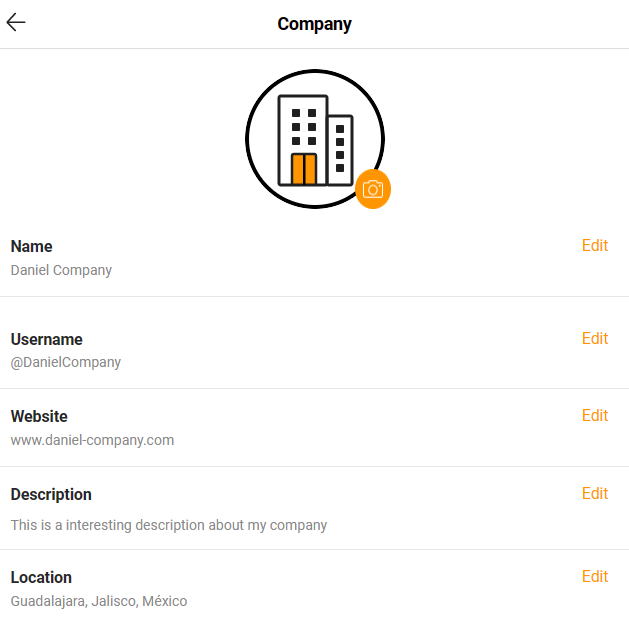 Company
Name
Edit
Daniel Company
Username
Edit
@DanielCompany
Website
Edit
www.daniel-company.com
Description
Edit
This is a interesting description about my company
Location
Edit
Guadalajara, Jalisco, México